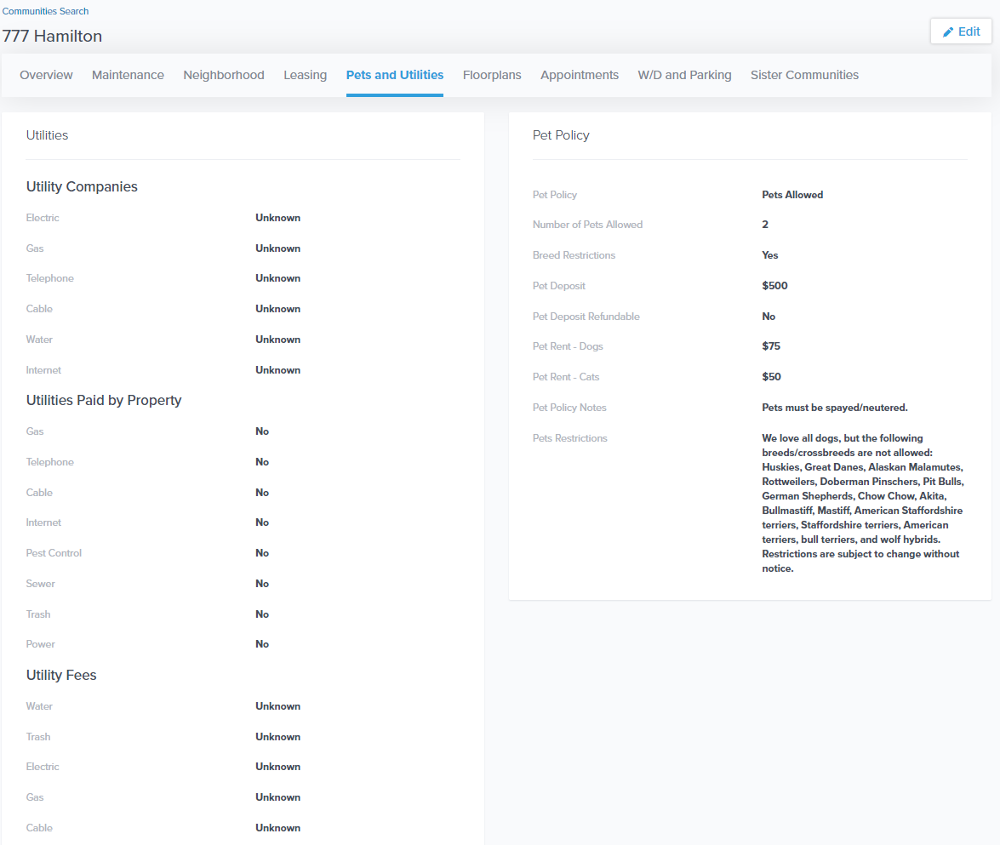 Communities Search
777 Hamilton
Edit
Overview Maintenance Neighborhood Leasing Pets and Utilities Floorplans Appointments W/D and Parking Sister Communities
Utilities
Utility Companies
Electric Unknown
Gas Unknown
Telephone Unknown
Cable Unknown
Water Unknown
Internet Unknown
Utilities Paid by Property
Gas No
Telephone No
Cable No
Internet No
Pest Control No
Sewer No
Trash No
Power No
Utility Fees
Water Unknown
Trash Unknown
Electric Unknown
Gas Unknown
Cable Unknown
Pet Policy
Pet Policy Pets Allowed
Number of Pets Allowed 2
Breed Restrictions Yes
Pet Deposit $500
Pet Deposit Refundable No
Pet Rent - Dogs $75
Pet Rent - Cats $50
Pet Policy Notes Pets must be spayed/neutered.
Pets Restrictions We love all dogs, but the following
breeds/crossbreeds are not allowed:
Huskies, Great Danes, Alaskan Malamutes,
Rottweilers, Doberman Pinschers, Pit Bulls,
German Shepherds, Chow Chow, Akita,
Bullmastiff, Mastiff, American Staffordshire
terriers, Staffordshire terriers, American
terriers, bull terriers, and wolf hybrids.
Restrictions are subject to change without
notice.